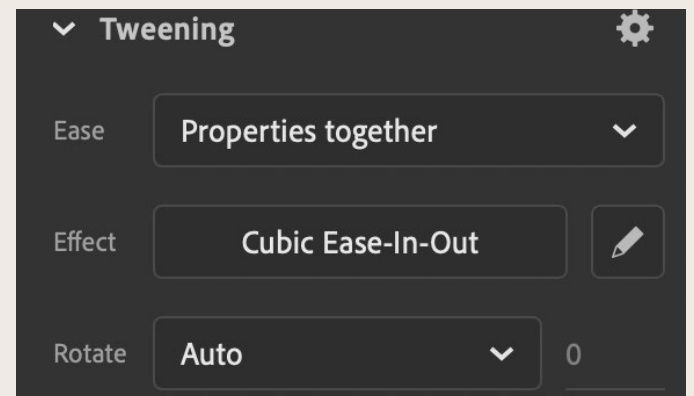 Tweening
Ease Properties together
Effect Cubic Ease-In-Out
Rotate Auto 0